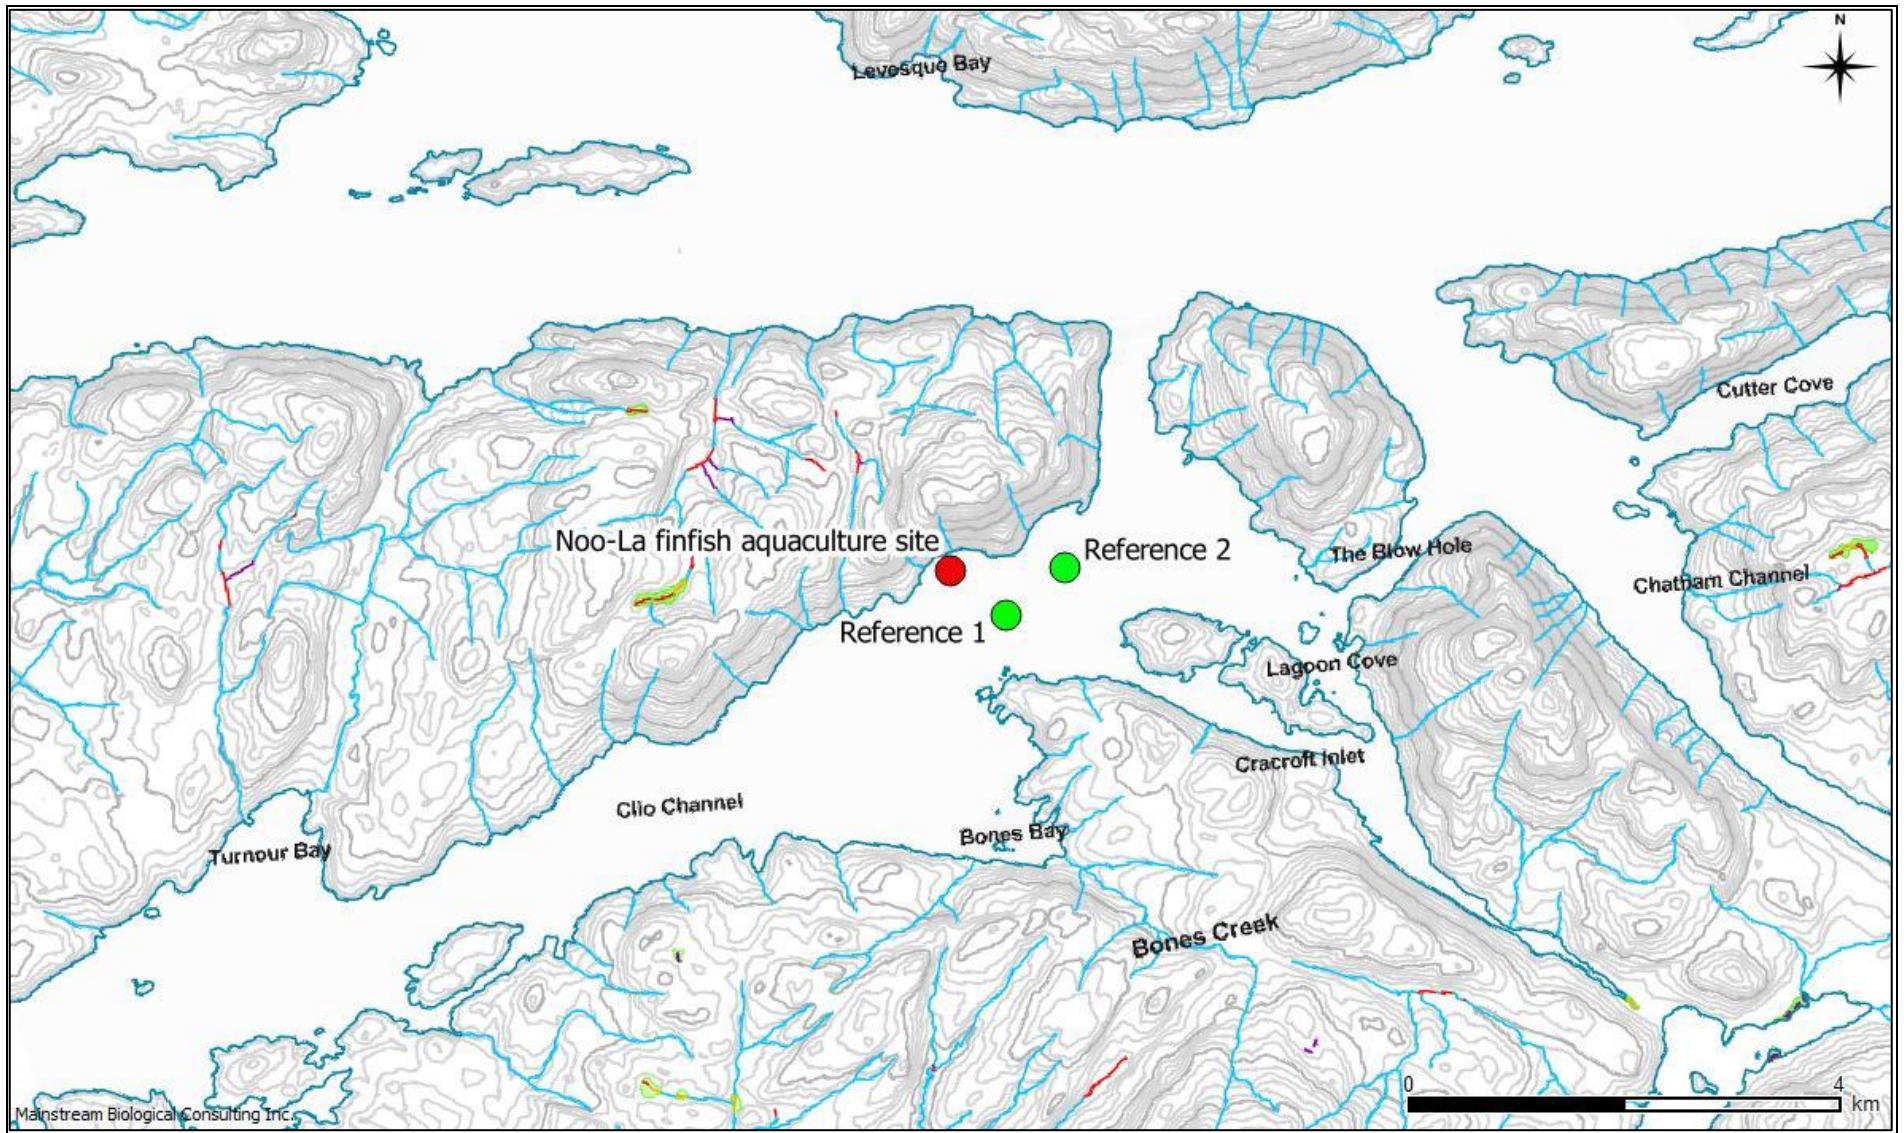 N
Levesque Bay
Cutter Cove
Noo-La finfish aquaculture site
Reference 2
The Blow Hole
Chatham Channel
Reference 1
Lagoon Cove
Cracroft Inlet
Clio Channel
Bones Bay
Turnour Bay
Bones Creek
0 4
km
Mainstream Biological Consulting Inc.